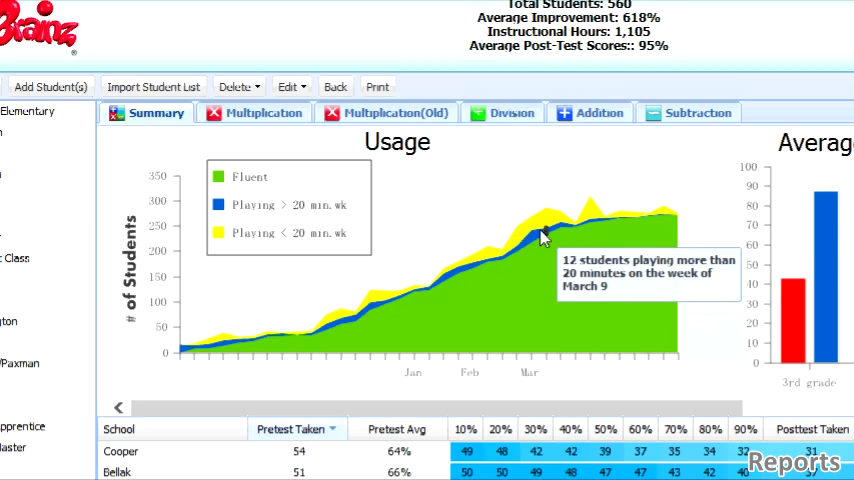 Brainz
®
Total Students: 560
Average Improvement: 618%
Instructional Hours: 1,105
Average Post-Test Scores:: 95%
Add Student(s) Import Student List Delete Edit Back Print
Elementary
Summary Multiplication Multiplication(Old) Division Addition Subtraction
Usage
Average
# of Students
350
300
250
200
150
100
50
0
Fluent
Playing > 20 min.wk
Playing < 20 min.wk
12 students playing more than
20 minutes on the week of
March 9
Jan Feb Mar
100
90
80
70
60
50
40
30
20
10
0
3rd grade
t Class
gton
/Paxman
pprentice
aster
School Pretest Taken Pretest Avg 10% 20% 30% 40% 50% 60% 70% 80% 90% Posttest Taken
Cooper 54 64% 49 48 42 42 39 37 35 34 32 31
Bellak 51 66% 50 50 49 48 47 47 43 42 40 37
Reports